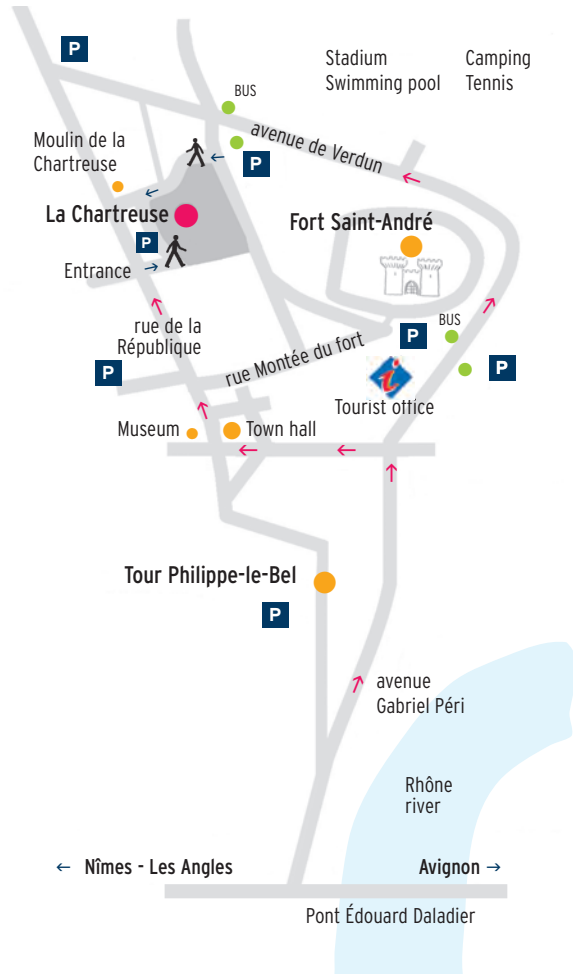 P
Stadium
Swimming pool
Camping
Tennis
BUS
avenue de Verdun
P
Moulin de la
Chartreuse
La Chartreuse
P
Fort Saint-André
Entrance
rue de la
République
BUS
P
P
P
rue Montée du fort
i
Tourist ottice
Museum
Town hall
Tour Philippe-le-Bel
P
avenue
Gabriel Péri
Rhône
river
← Nîmes - Les Angles
Avignon →
Pont Édouard Daladier